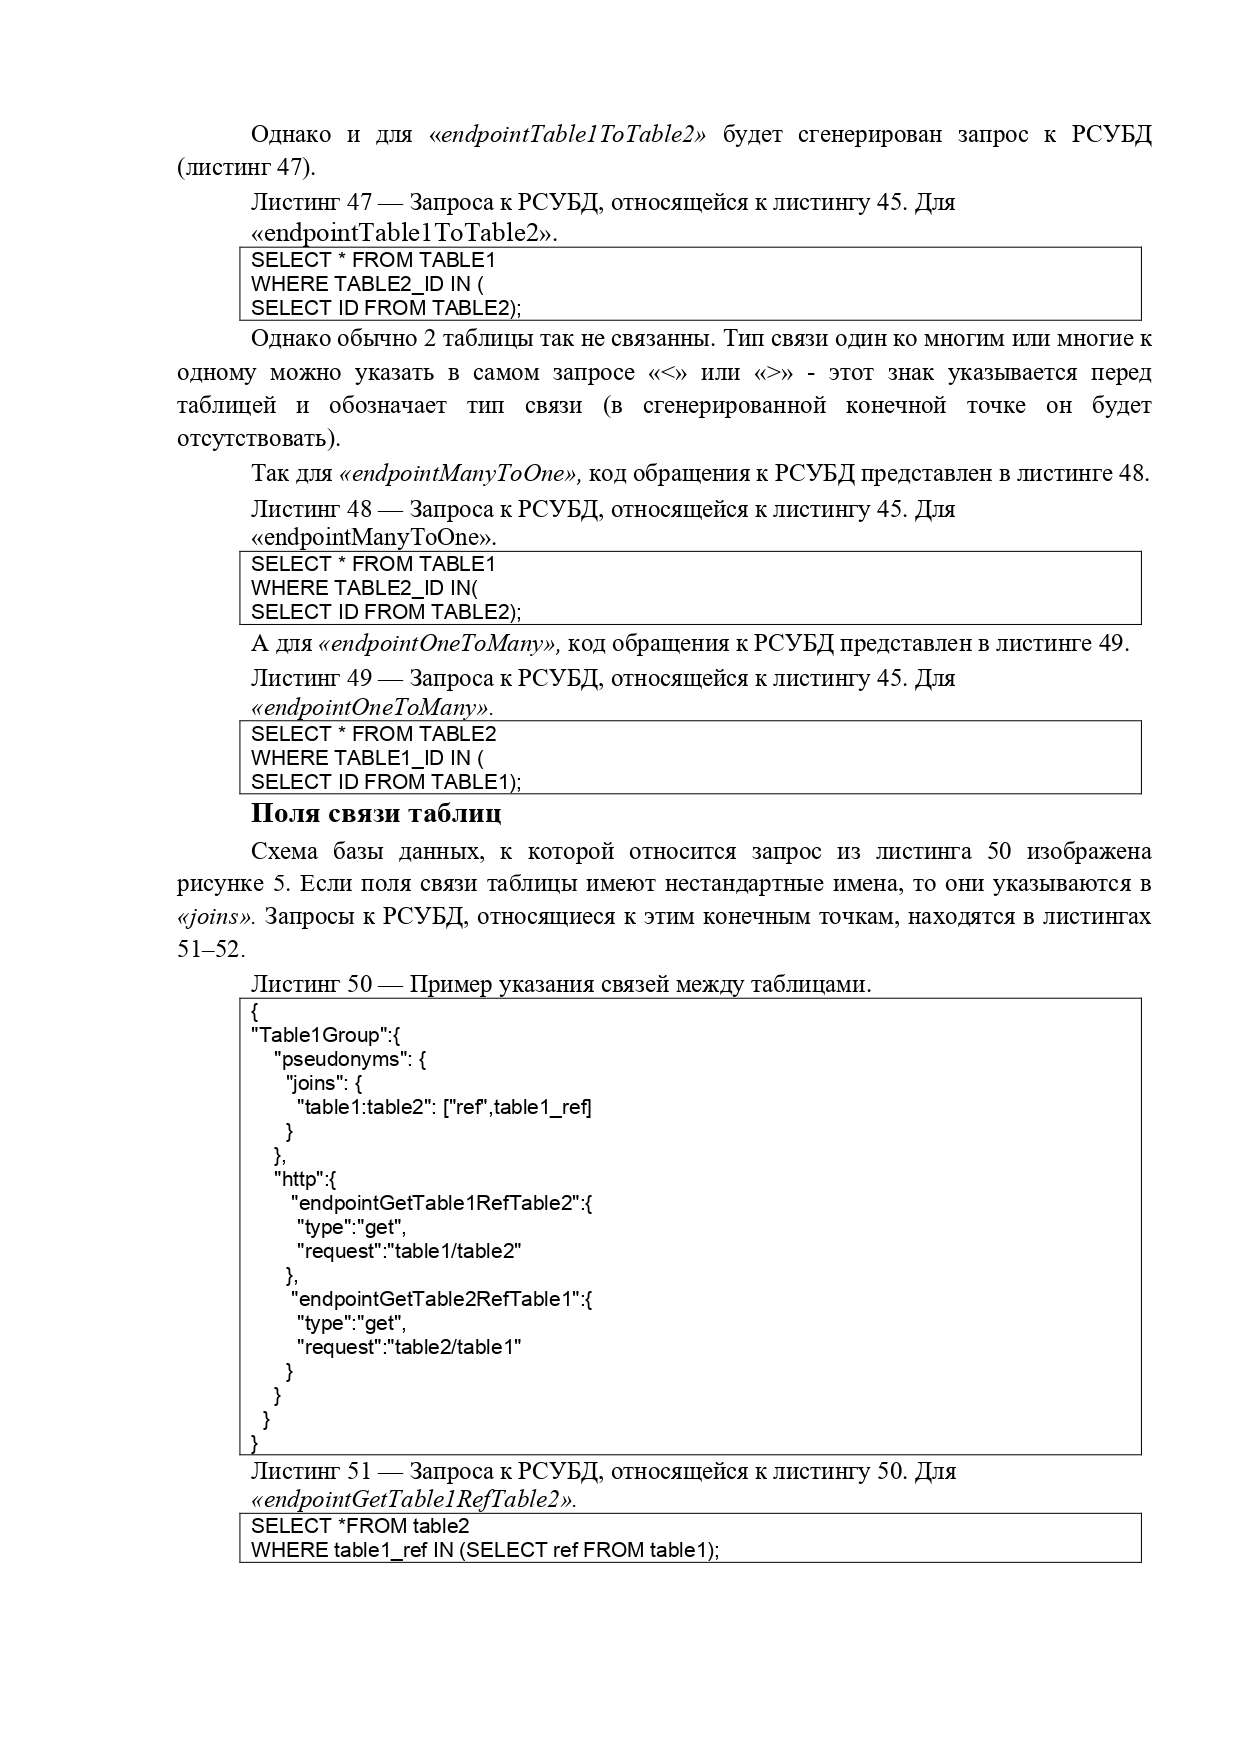 Однако и для «endpointTable1ToTable2» будет сгенерирован запрос к РСУБД
(листинг 47).
Листинг 47 — Запроса к РСУБД, относящейся к листингу 45. Для
«endpointTable1ToTable2».
SELECT * FROM TABLE1
WHERE TABLE2_ID IN (
SELECT ID FROM TABLE2);
Однако обычно 2 таблицы так не связанны. Тип связи один ко многим или многие к
одному можно указать в самом запросе «<» или «>» - этот знак указывается перед
таблицей и обозначает тип связи (в сгенерированной конечной точке он будет
отсутствовать).
Так для «endpointManyToOne», код обращения к РСУБД представлен в листинге 48.
Листинг 48 — Запроса к РСУБД, относящейся к листингу 45. Для
«endpointManyToOne».
SELECT * FROM TABLE1
WHERE TABLE2_ID IN(
SELECT ID FROM TABLE2);
А для «endpointOneToMany», код обращения к РСУБД представлен в листинге 49.
Листинг 49 — Запроса к РСУБД, относящейся к листингу 45. Для
«endpointOneToMany».
SELECT * FROM TABLE2
WHERE TABLE1_ID IN (
SELECT ID FROM TABLE1);
Поля связи таблиц
Схема базы данных, к которой относится запрос из листинга 50 изображена
рисунке 5. Если поля связи таблицы имеют нестандартные имена, то они указываются в
«joins». Запросы к РСУБД, относящиеся к этим конечным точкам, находятся в листингах
51–52.
Листинг 50 — Пример указания связей между таблицами.
{
"Table1Group":{
"pseudonyms": {
"joins": {
"table1:table2": ["ref",table1_ref]
}
},
"http":{
"endpointGetTable1RefTable2":{
"type":"get",
"request":"table1/table2"
},
"endpointGetTable2RefTable1":{
"type":"get",
"request":"table2/table1"
}
}
}
}
Листинг 51 — Запроса к РСУБД, относящейся к листингу 50. Для
«endpointGetTable1RefTable2».
SELECT *FROM table2
WHERE table1_ref IN (SELECT ref FROM table1);